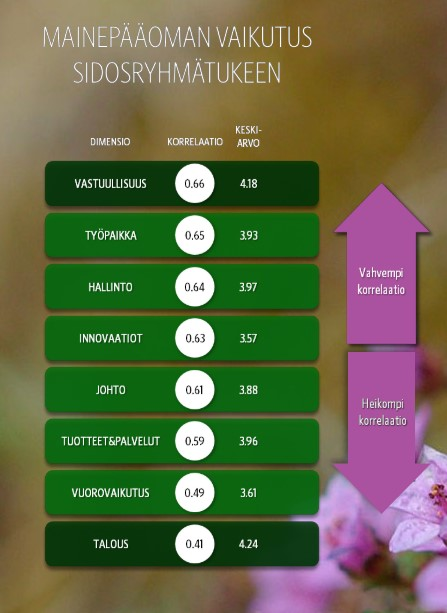 MAINEPÄÄOMAN VAIKUTUS
SIDOSRYHMÄTUKEEN
DIMENSIO KORRELAATIO KESKI-
ARVO
VASTUULLISUUS 0.66 4.18
TYÖPAIKKA 0.65 3.93
HALLINTO 0.64 3.97
INNOVAATIOT 0.63 3.57
JOHTO 0.61 3.88
TUOTTEET&PALVELUT 0.59 3.96
VUOROVAIKUTUS 0.49 3.61
TALOUS 0.41 4.24
Vahvempi
korrelaatio
Heikompi
korrelaatio